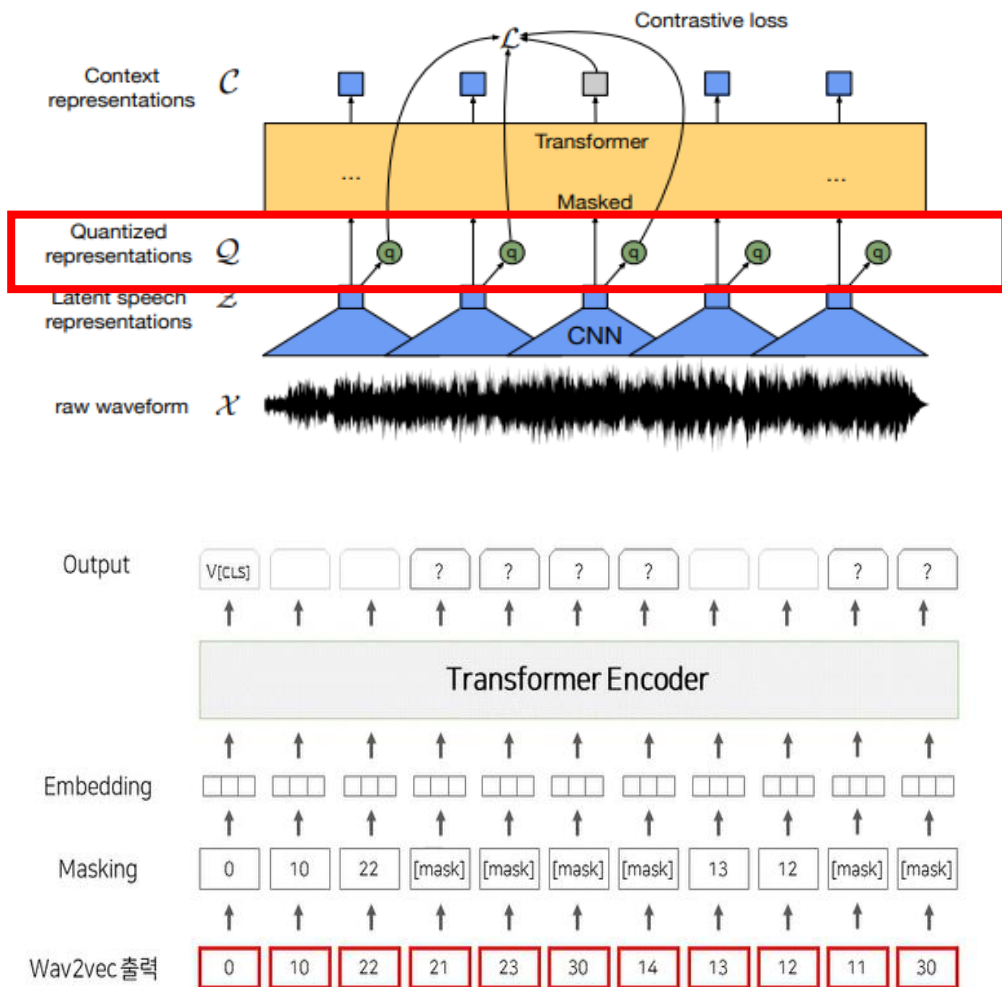 Contrastive loss
ℒ
Context
representations
𝒞
Transformer
...
...
Masked
Quantized
representations
𝒬
q
q
q
q
q
Latent speech
representations
𝒵
CNN
raw waveform
𝒳
Output
V[CLS]
?
?
?
?
?
?
Transformer Encoder
Embedding
Masking
0
10
22
[mask]
[mask]
[mask]
[mask]
13
12
[mask]
[mask]
Wav2vec 출력
0
10
22
21
23
30
14
13
12
11
30